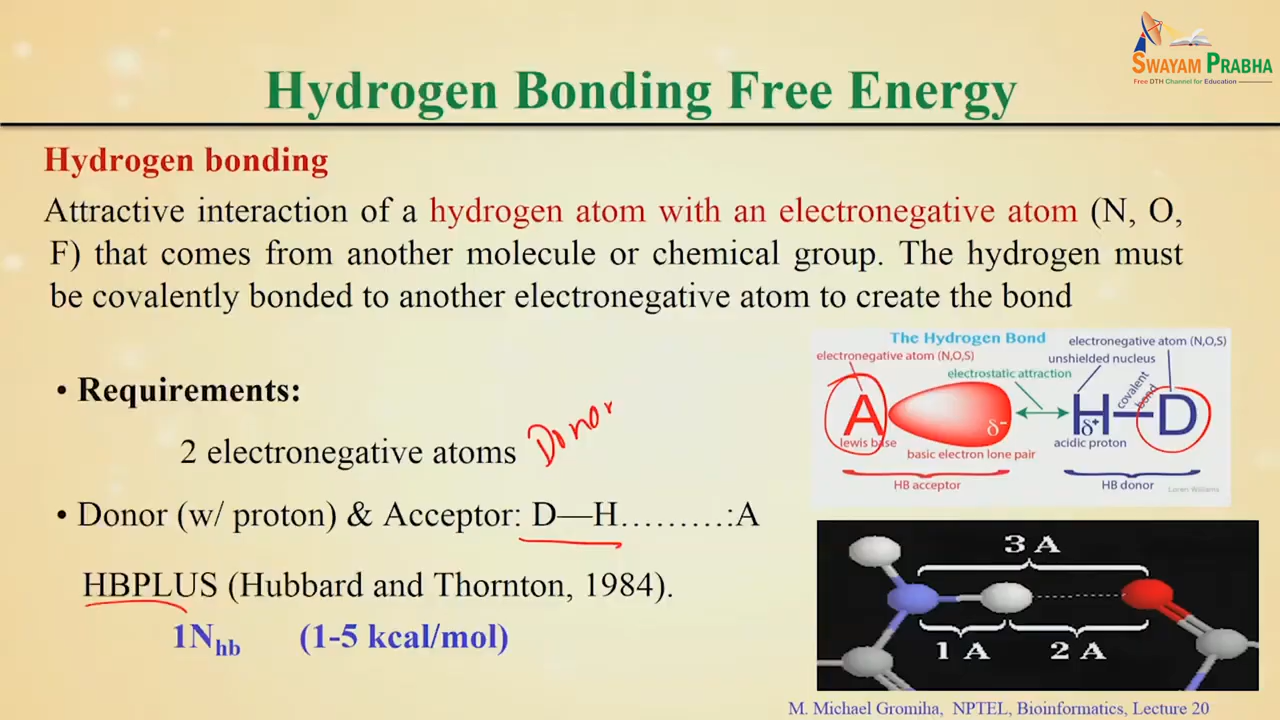 SWAYAM PRABHA
Free DTH Channel for Education
Hydrogen Bonding Free Energy
Hydrogen bonding
Attractive interaction of a hydrogen atom with an electronegative atom (N, O,
F) that comes from another molecule or chemical group. The hydrogen must
be covalently bonded to another electronegative atom to create the bond
• Requirements:
2 electronegative atoms Donor
• Donor (w/ proton) & Acceptor: D—H………:A
HBPLUS (Hubbard and Thornton, 1984).
1Nhb (1-5 kcal/mol)
The Hydrogen Bond
electronegative atom (N,O,S)
electronegative atom (N,O,S)
unshielded nucleus
electrostatic attraction
covalent
bond
A
δ-
H
δ+
D
lewis base
acidic proton
basic electron lone pair
HB acceptor
HB donor
Loren Williams
3 A
1 A
2 A
M. Michael Gromiha, NPTEL, Bioinformatics, Lecture 20